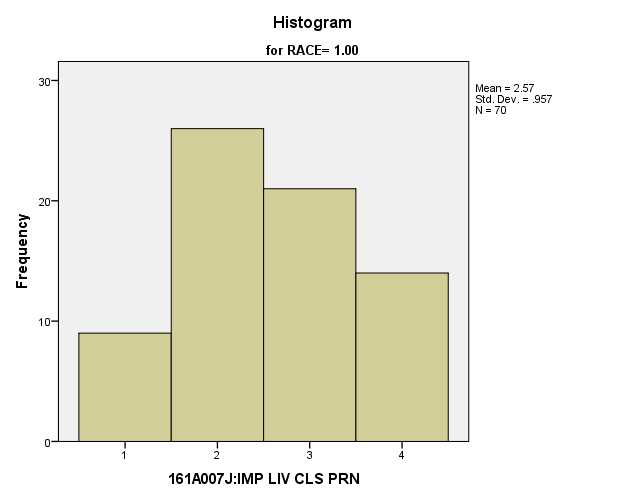 Histogram
for RACE= 1.00
Mean = 2.57
Std. Dev. = .957
N = 70
Frequency
30
20
10
0
1 2 3 4
161A007J:IMP LIV CLS PRN